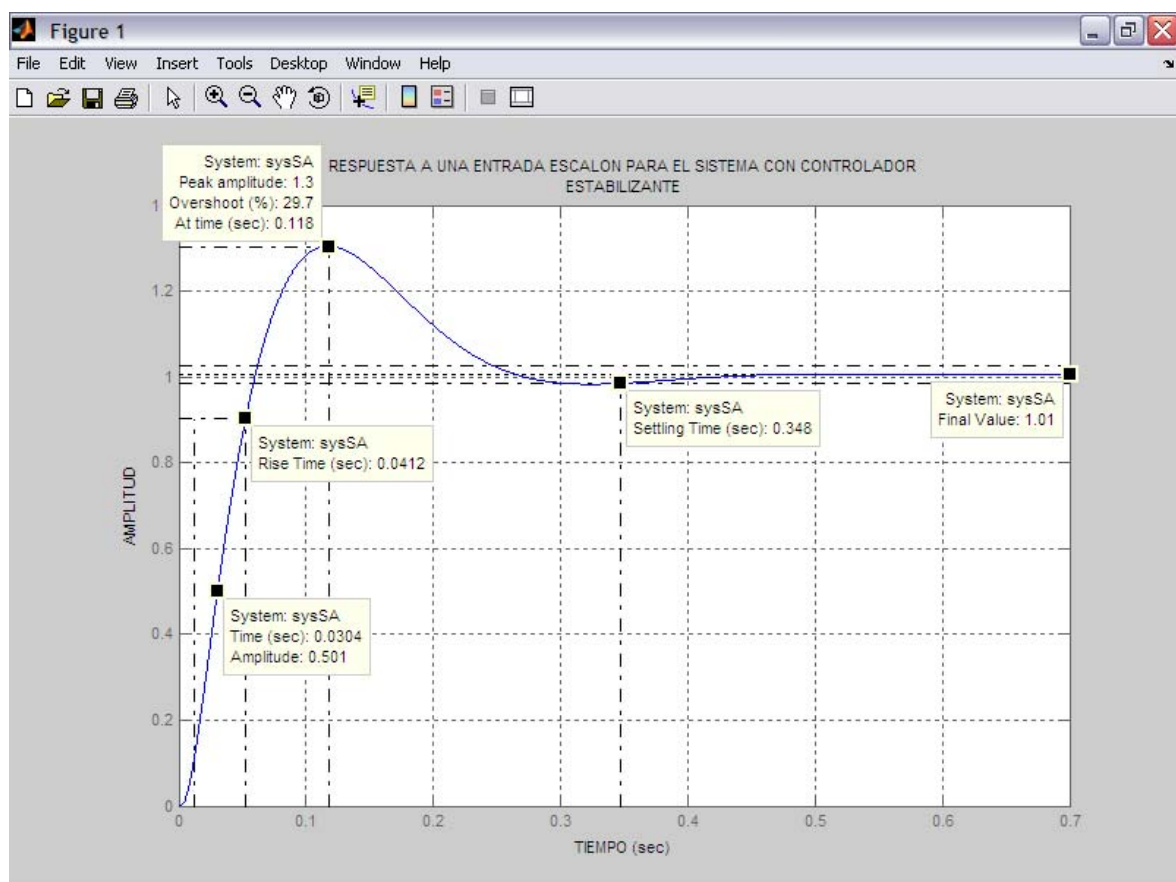 Figure 1
File Edit View Insert Tools Desktop Window Help
RESPUESTA A UNA ENTRADA ESCALON PARA EL SISTEMA CON CONTROLADOR
ESTABILIZANTE
System: sysSA
Peak amplitude: 1.3
Overshoot (%): 29.7
At time (sec): 0.118
1.2
1
0.8
0.6
0.4
0.2
0
AMPLITUD
System: sysSA
Rise Time (sec): 0.0412
System: sysSA
Time (sec): 0.0304
Amplitude: 0.501
System: sysSA
Settling Time (sec): 0.348
System: sysSA
Final Value: 1.01
0 0.1 0.2 0.3 0.4 0.5 0.6 0.7
TIEMPO (sec)